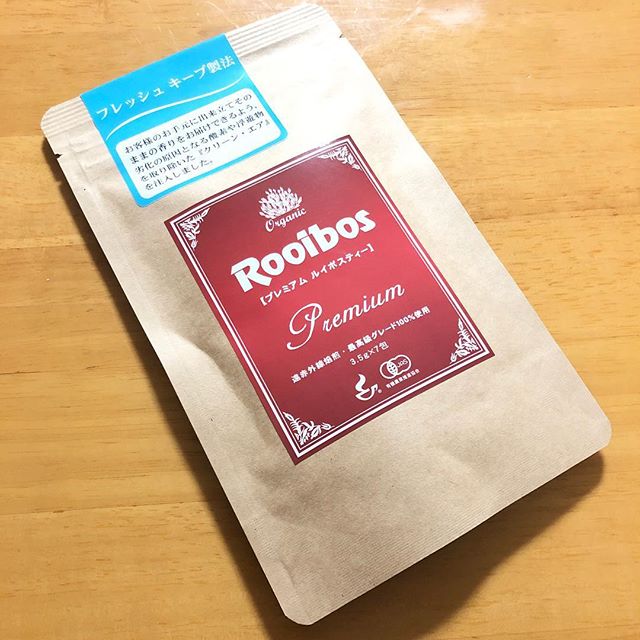 フレッシュ キープ製法
お客様のお手元に出来立てその
ままの香りをお届けできるよう、
劣化の原因となる酸素や浮遊物
を取り除いた『クリーン・エア』
を注入しました。
Organic
Rooibos
【プレミアム ルイボスティー】
Premium
遠赤外線焙煎・最高級グレード100%使用
3.5g×7包
JAS